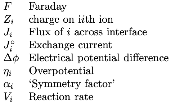 F Faraday
Z_i charge on iith ion
J_i Flux of i across interface
J_i^e Exchange current
Δφ Electrical potential difference
η_i Overpotential
α_i 'Symmetry factor'
V_i Reaction rate